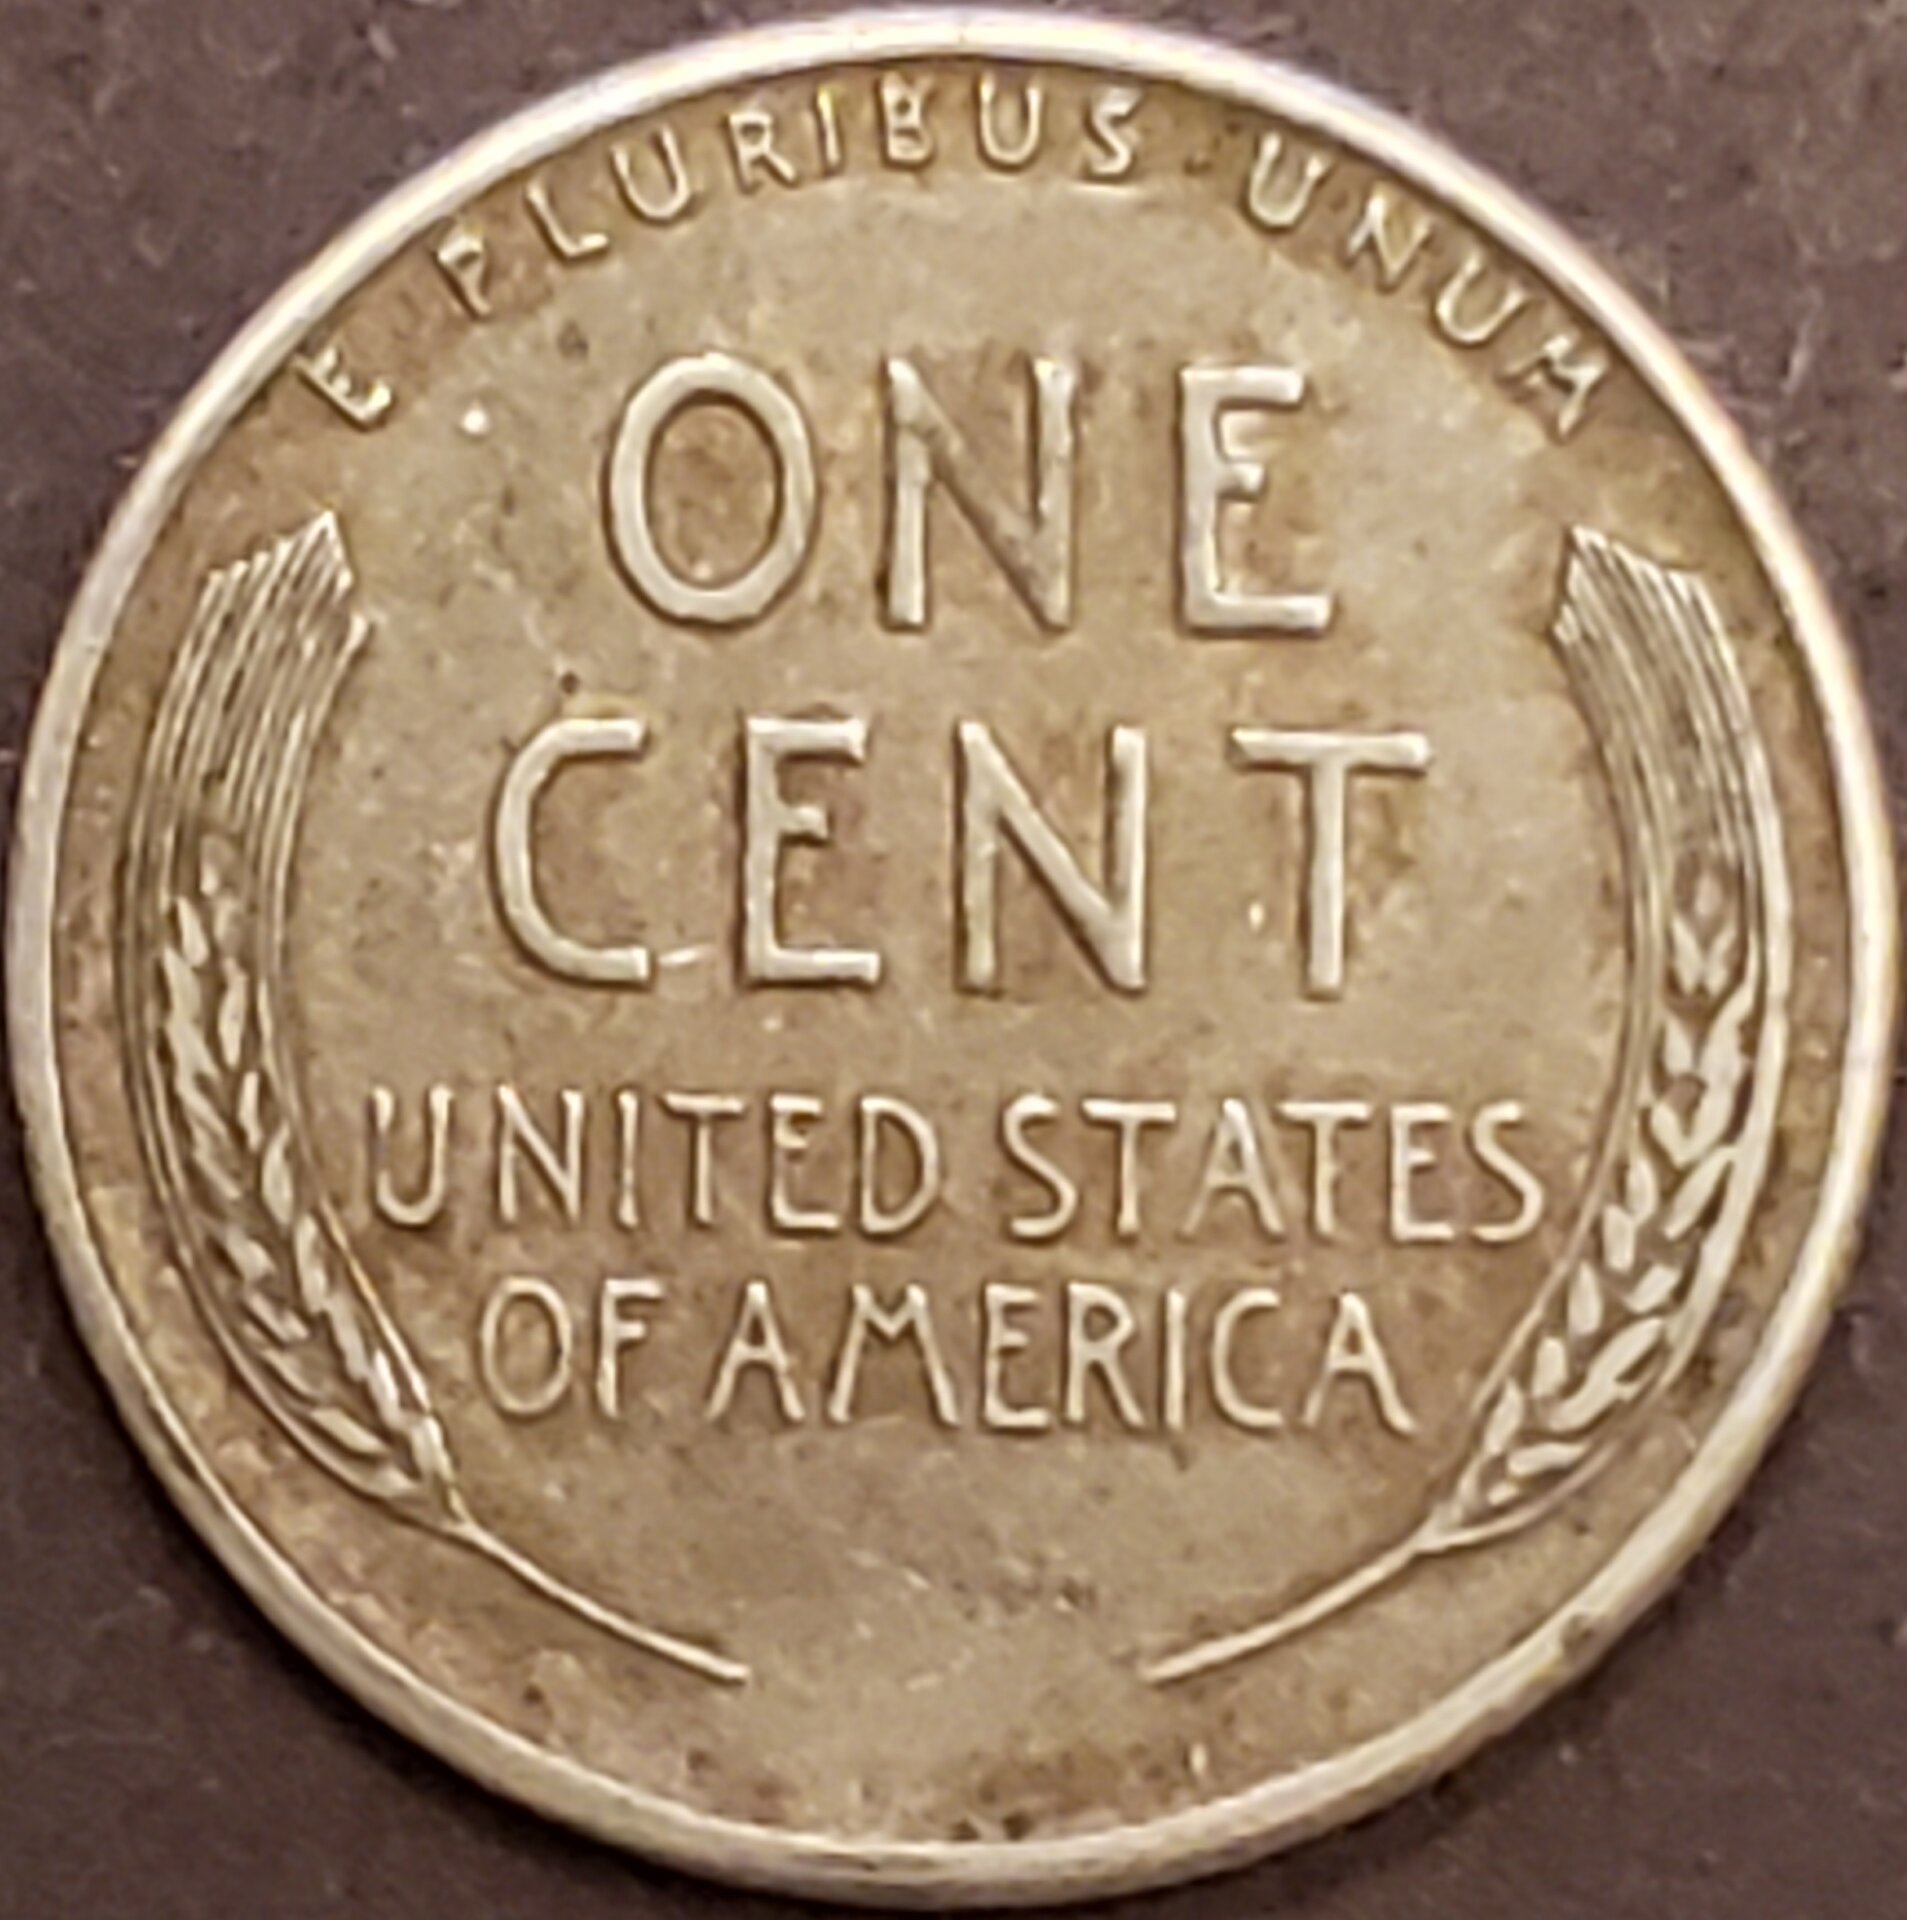 E PLURIBUS · UNUM
ONE
CENT
UNITED STATES
OF AMERICA